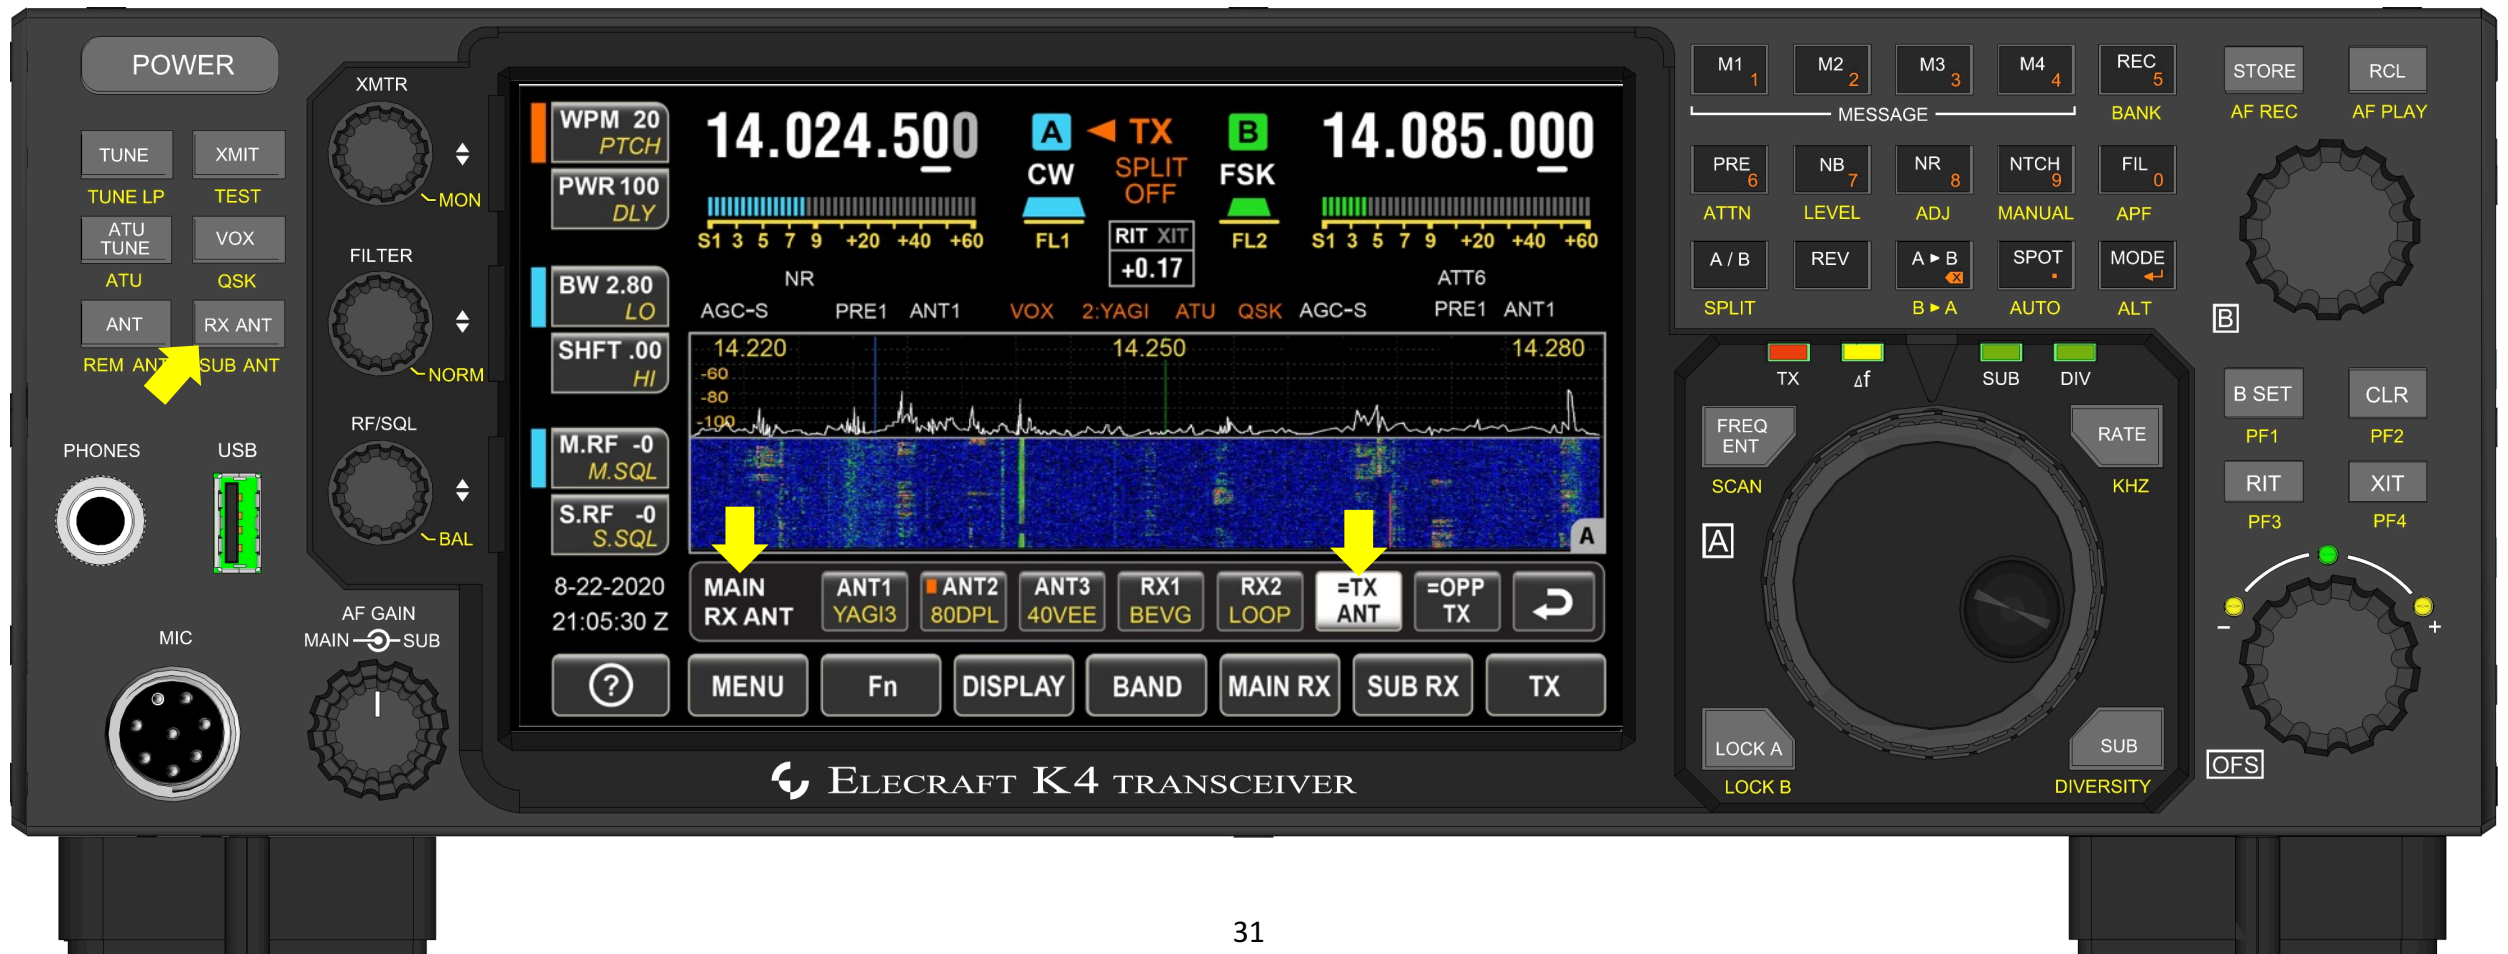 POWER
TUNE
XMIT
TUNE LP
TEST
ATU
TUNE
VOX
ATU
QSK
ANT
RX ANT
REM ANT
SUB ANT
PHONES
USB
MIC
XMTR
MON
FILTER
NORM
RF/SQL
BAL
AF GAIN
MAIN
SUB
WPM 20
PTCH
PWR 100
DLY
BW 2.80
LO
SHFT .00
HI
M.RF -0
M.SQL
S.RF -0
S.SQL
8-22-2020
21:05:30 Z
14.024.500
A
TX
B
14.085.000
CW
SPLIT
OFF
FSK
S1 3 5 7 9 +20 +40 +60
FL1
RIT XIT
+0.17
FL2
S1 3 5 7 9 +20 +40 +60
NR
ATT6
AGC-S
PRE1
ANT1
VOX
2:YAGI
ATU
QSK
AGC-S
PRE1
ANT1
14.220
14.250
14.280
-60
-80
-100
A
MAIN
RX ANT
ANT1
YAGI3
ANT2
80DPL
ANT3
40VEE
RX1
BEVG
RX2
LOOP
=TX
ANT
=OPP
TX
?
MENU
Fn
DISPLAY
BAND
MAIN RX
SUB RX
TX
ELECRAFT K4 TRANSCEIVER
M1 1
M2 2
M3 3
M4 4
REC 5
MESSAGE
BANK
PRE 6
NB 7
NR 8
NTCH 9
FIL 0
ATTN
LEVEL
ADJ
MANUAL
APF
A / B
REV
A ▸ B
SPOT
MODE
SPLIT
B ▸ A
AUTO
ALT
STORE
RCL
AF REC
AF PLAY
B
TX
Δf
SUB
DIV
FREQ
ENT
RATE
SCAN
KHZ
A
LOCK A
SUB
LOCK B
DIVERSITY
B SET
CLR
PF1
PF2
RIT
XIT
PF3
PF4
−
+
OFS
31